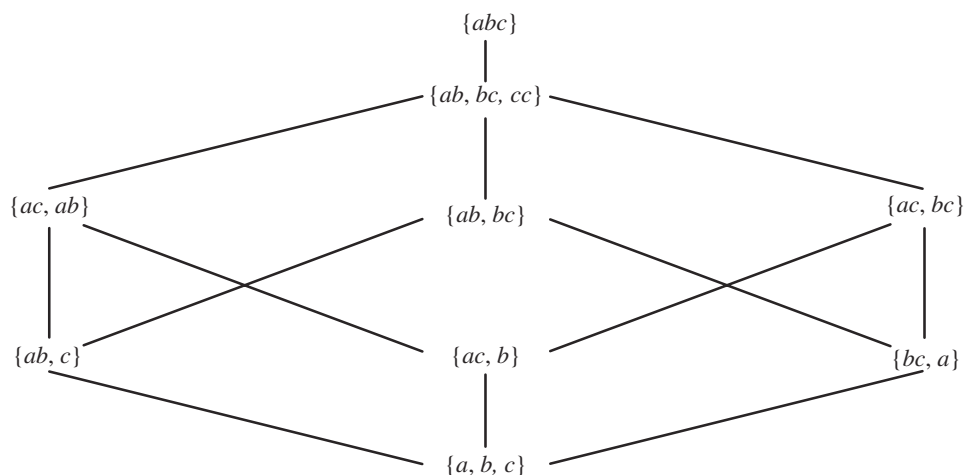 {abc}
{ab, bc, cc}
{ac, ab} {ab, bc} {ac, bc}
{ab, c} {ac, b} {bc, a}
{a, b, c}